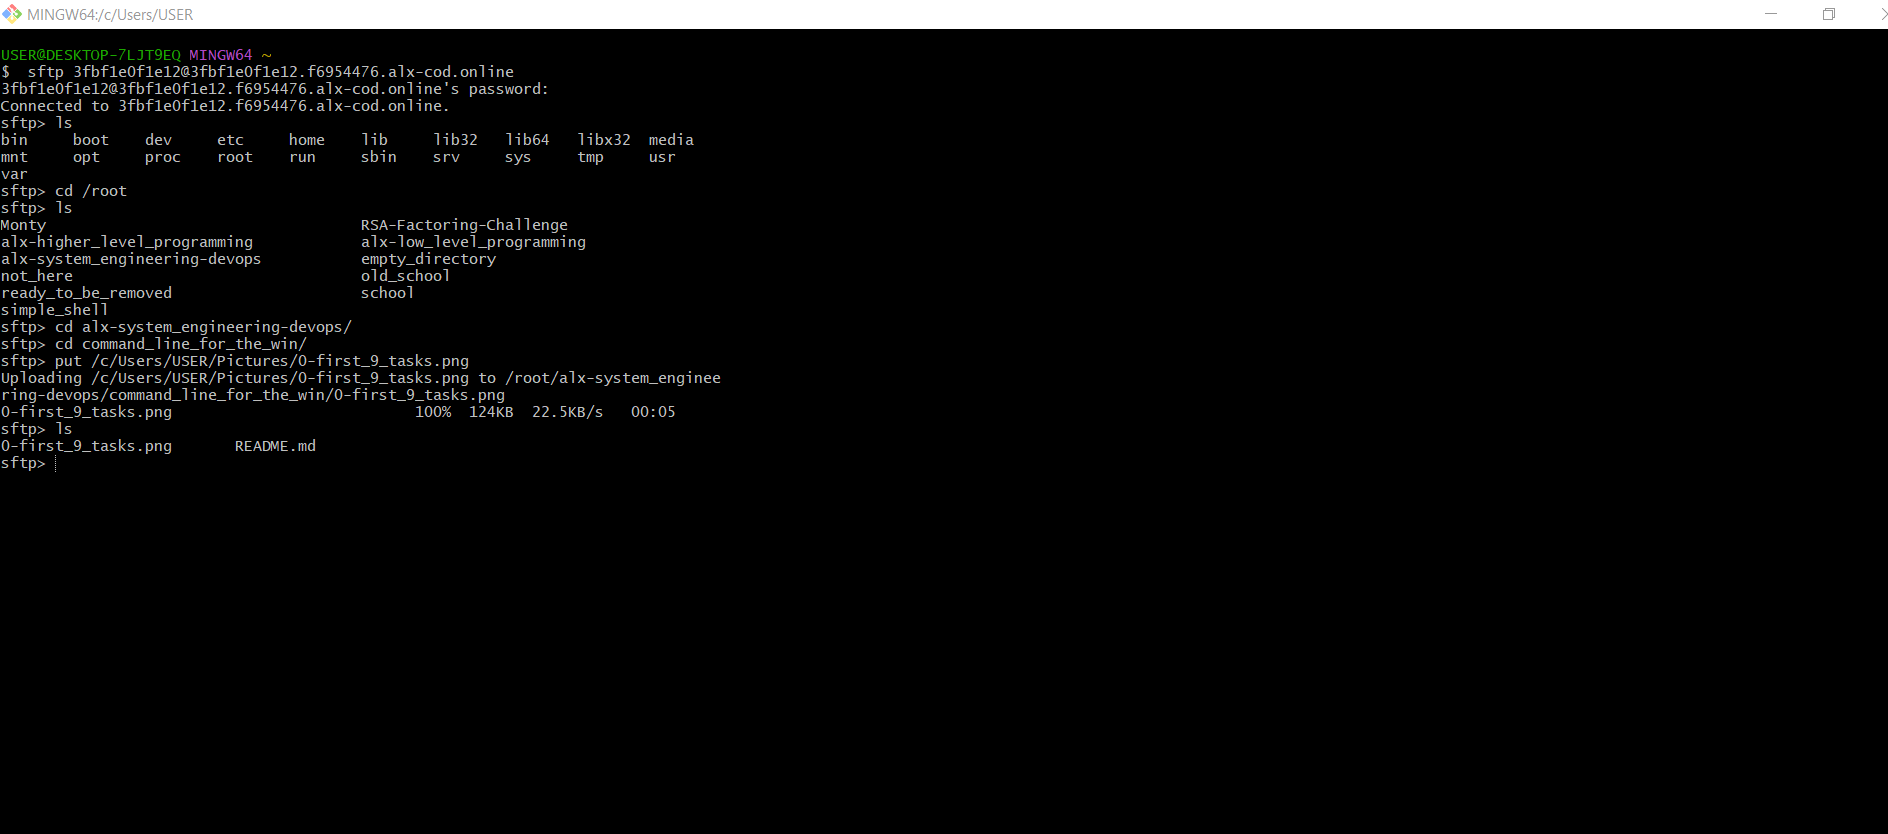 MINGW64:/c/Users/USER
USER@DESKTOP-7LJT9EQ MINGW64 ~
$  sftp 3fbf1e0f1e12@3fbf1e0f1e12.f6954476.alx-cod.online
3fbf1e0f1e12@3fbf1e0f1e12.f6954476.alx-cod.online's password:
Connected to 3fbf1e0f1e12.f6954476.alx-cod.online.
sftp> ls
bin     boot    dev     etc     home    lib     lib32   lib64   libx32  media
mnt     opt     proc    root    run     sbin    srv     sys     tmp     usr
var
sftp> cd /root
sftp> ls
Monty                                   RSA-Factoring-Challenge
alx-higher_level_programming            alx-low_level_programming
alx-system_engineering-devops           empty_directory
not_here                                old_school
ready_to_be_removed                     school
simple_shell
sftp> cd alx-system_engineering-devops/
sftp> cd command_line_for_the_win/
sftp> put /c/Users/USER/Pictures/0-first_9_tasks.png
Uploading /c/Users/USER/Pictures/0-first_9_tasks.png to /root/alx-system_enginee
ring-devops/command_line_for_the_win/0-first_9_tasks.png
0-first_9_tasks.png                           100%  124KB  22.5KB/s   00:05
sftp> ls
0-first_9_tasks.png       README.md
sftp>